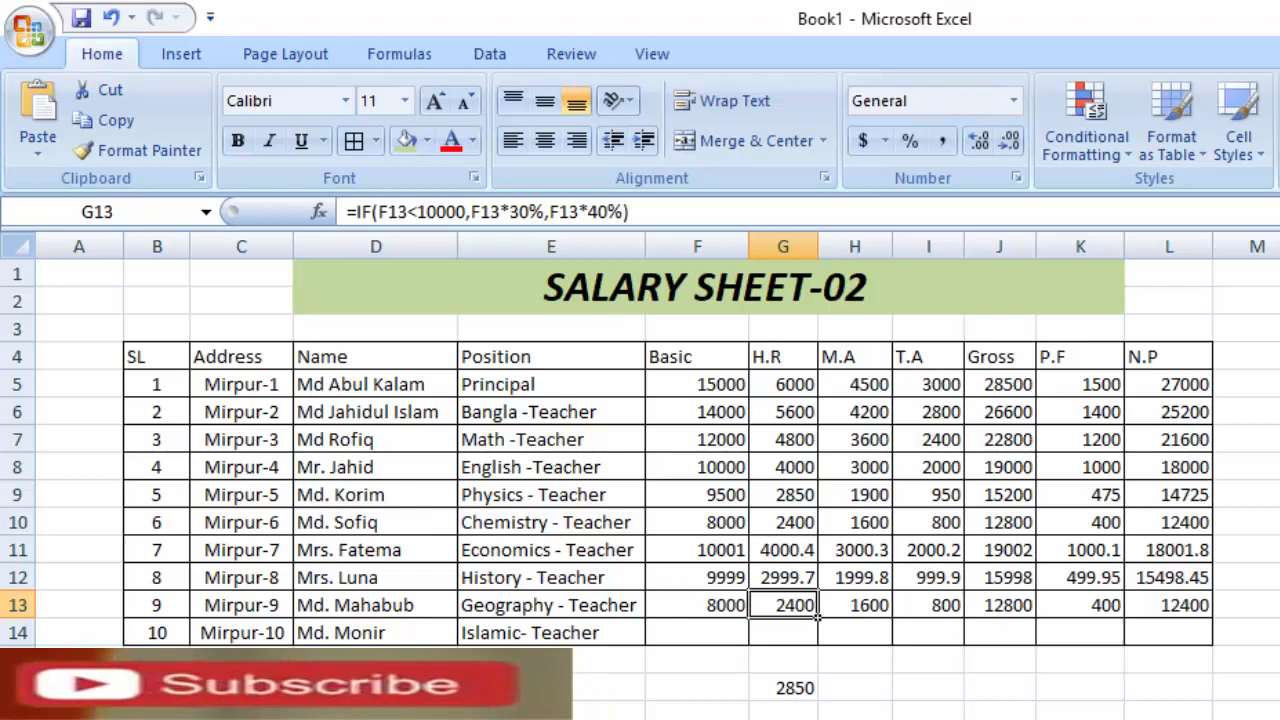 Book1 - Microsoft Excel
Home Insert Page Layout Formulas Data Review View
Paste Cut Copy Format Painter
Clipboard
Calibri 11 A A
B I U A
Font
Wrap Text
Merge & Center
Alignment
General
$ % , .0 .00 .00 .0
Number
Conditional Formatting Format as Table Cell Styles
Styles
G13 fx =IF(F13<10000,F13*30%,F13*40%)
A B C D E F G H I J K L M
1 SALARY SHEET-02
2
3
4 SL Address Name Position Basic H.R M.A T.A Gross P.F N.P
5 1 Mirpur-1 Md Abul Kalam Principal 15000 6000 4500 3000 28500 1500 27000
6 2 Mirpur-2 Md Jahidul Islam Bangla -Teacher 14000 5600 4200 2800 26600 1400 25200
7 3 Mirpur-3 Md Rofiq Math -Teacher 12000 4800 3600 2400 22800 1200 21600
8 4 Mirpur-4 Mr. Jahid English -Teacher 10000 4000 3000 2000 19000 1000 18000
9 5 Mirpur-5 Md. Korim Physics - Teacher 9500 2850 1900 950 15200 475 14725
10 6 Mirpur-6 Md. Sofiq Chemistry - Teacher 8000 2400 1600 800 12800 400 12400
11 7 Mirpur-7 Mrs. Fatema Economics - Teacher 10001 4000.4 3000.3 2000.2 19002 1000.1 18001.8
12 8 Mirpur-8 Mrs. Luna History - Teacher 9999 2999.7 1999.8 999.9 15998 499.95 15498.45
13 9 Mirpur-9 Md. Mahabub Geography - Teacher 8000 2400 1600 800 12800 400 12400
14 10 Mirpur-10 Md. Monir Islamic- Teacher
Subscribe
2850